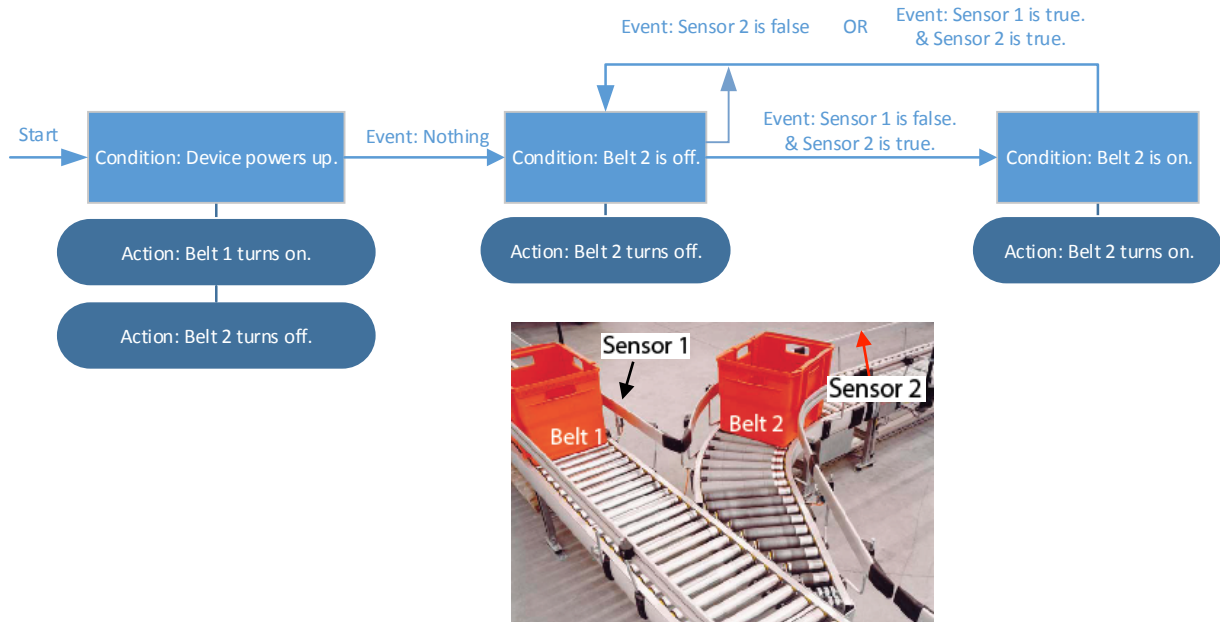 Event: Sensor 2 is false
OR
Event: Sensor 1 is true.
& Sensor 2 is true.
Start
Condition: Device powers up.
Event: Nothing
Condition: Belt 2 is off.
Event: Sensor 1 is false.
& Sensor 2 is true.
Condition: Belt 2 is on.
Action: Belt 1 turns on.
Action: Belt 2 turns off.
Action: Belt 2 turns off.
Action: Belt 2 turns on.
Sensor 1
Sensor 2
Belt 1
Belt 2